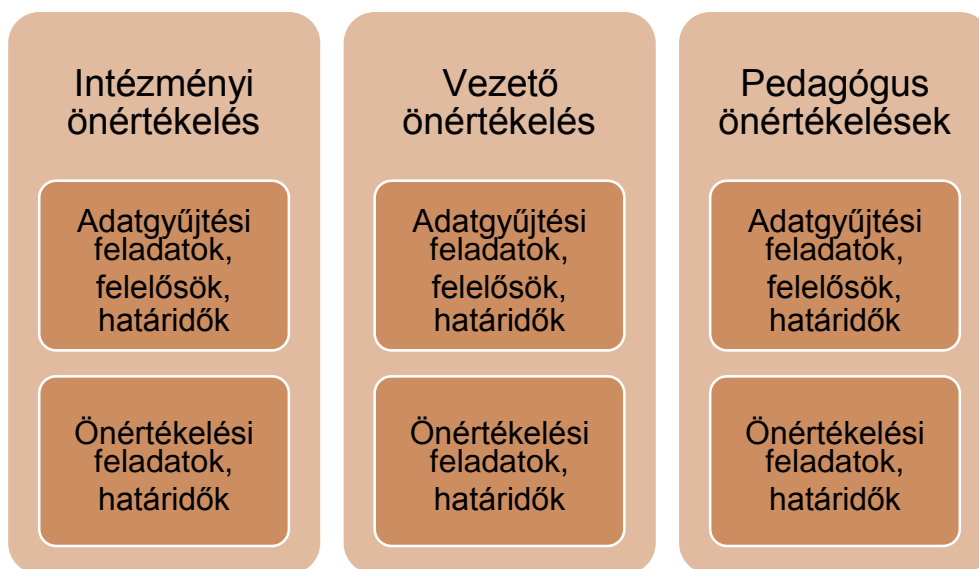 Intézményi
önértékelés
Adatgyűjtési
feladatok,
felelősök,
határidők
Önértékelési
feladatok,
határidők
Vezető
önértékelés
Adatgyűjtési
feladatok,
felelősök,
határidők
Önértékelési
feladatok,
határidők
Pedagógus
önértékelések
Adatgyűjtési
feladatok,
felelősök,
határidők
Önértékelési
feladatok,
határidők